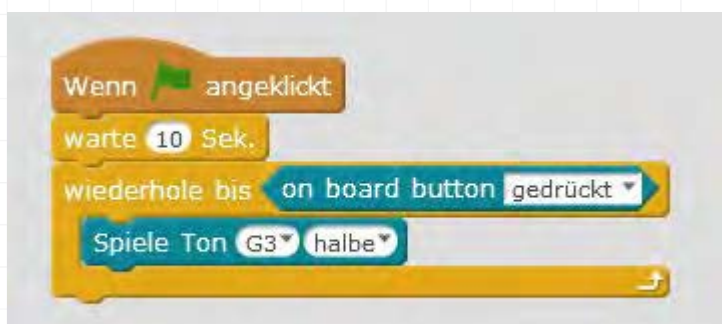 Wenn angeklickt
warte 10 Sek.
wiederhole bis on board button gedrückt
Spiele Ton G3 halbe